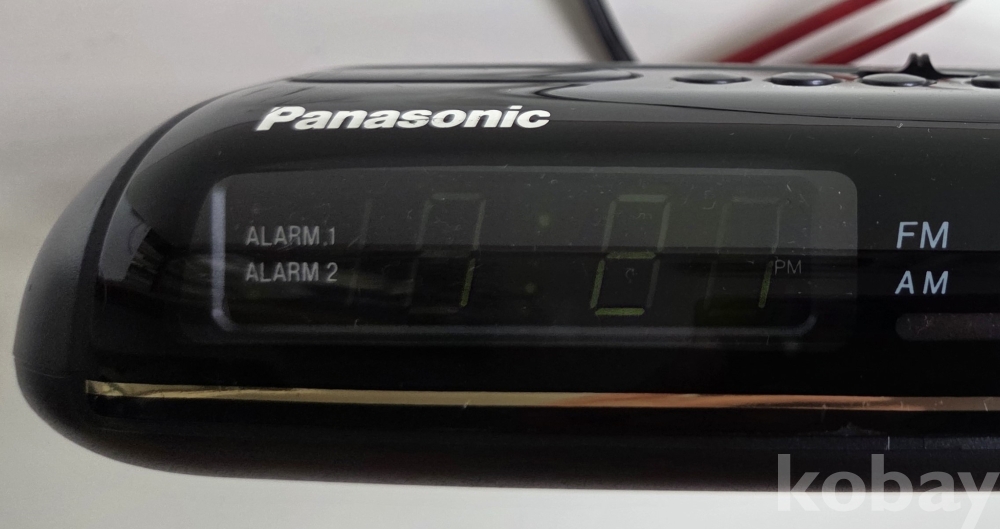 Panasonic
ALARM 1
ALARM 2
PM
FM
AM
kobay